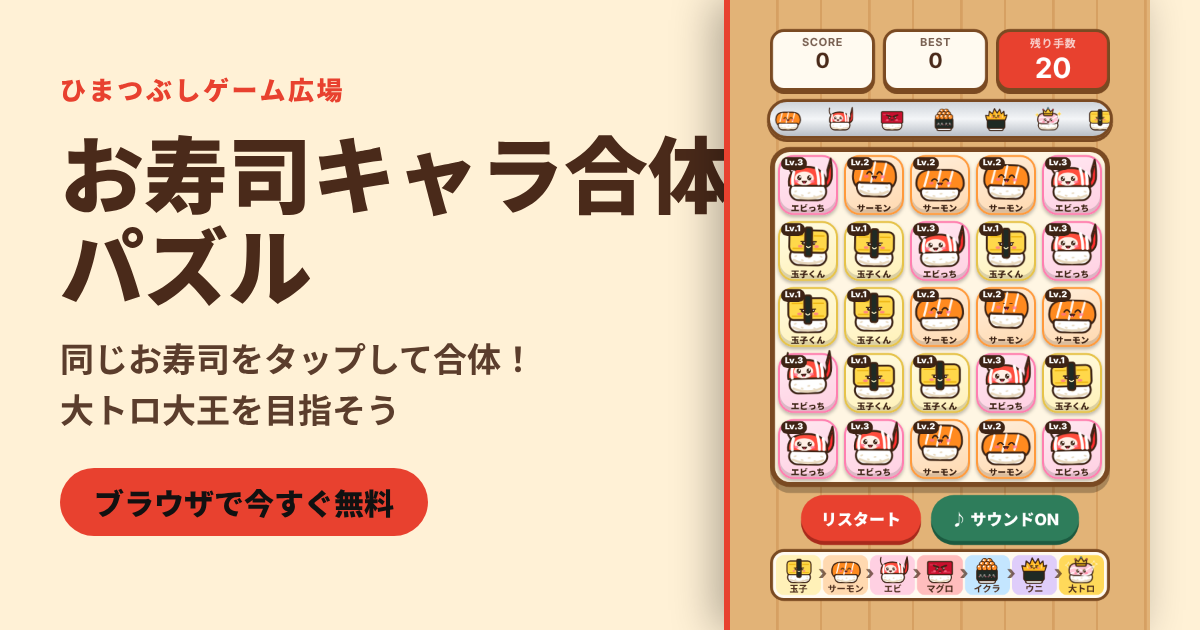 ひまつぶしゲーム広場
お寿司キャラ合体
パズル
同じお寿司をタップして合体！
大トロ大王を目指そう
ブラウザで今すぐ無料
SCORE
0
BEST
0
残り手数
20
Lv.3 Lv.2 Lv.2 Lv.2 Lv.3
エビっち サーモン サーモン サーモン エビっち
Lv.1 Lv.1 Lv.3 Lv.1 Lv.3
玉子くん 玉子くん エビっち 玉子くん エビっち
Lv.1 Lv.1 Lv.2 Lv.2 Lv.2
玉子くん 玉子くん サーモン サーモン サーモン
Lv.3 Lv.1 Lv.1 Lv.3 Lv.1
エビっち 玉子くん 玉子くん エビっち 玉子くん
Lv.3 Lv.3 Lv.2 Lv.2 Lv.3
エビっち エビっち サーモン サーモン エビっち
リスタート
♪ サウンドON
玉子 › サーモン › エビ › マグロ › イクラ › ウニ › 大トロ